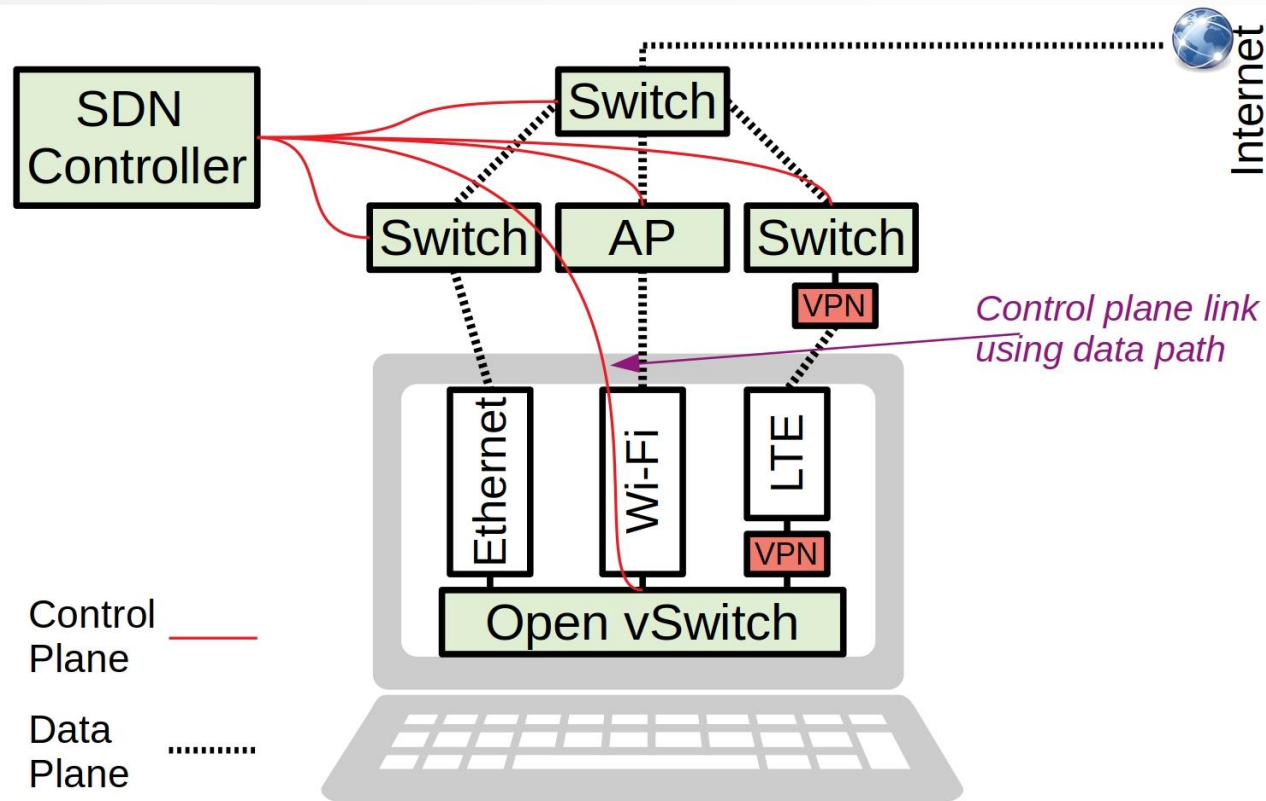 SDN
Controller
Switch
Internet
Switch
AP
Switch
VPN
Control plane link
using data path
Ethernet
Wi-Fi
LTE
VPN
Open vSwitch
Control
Plane
Data
Plane